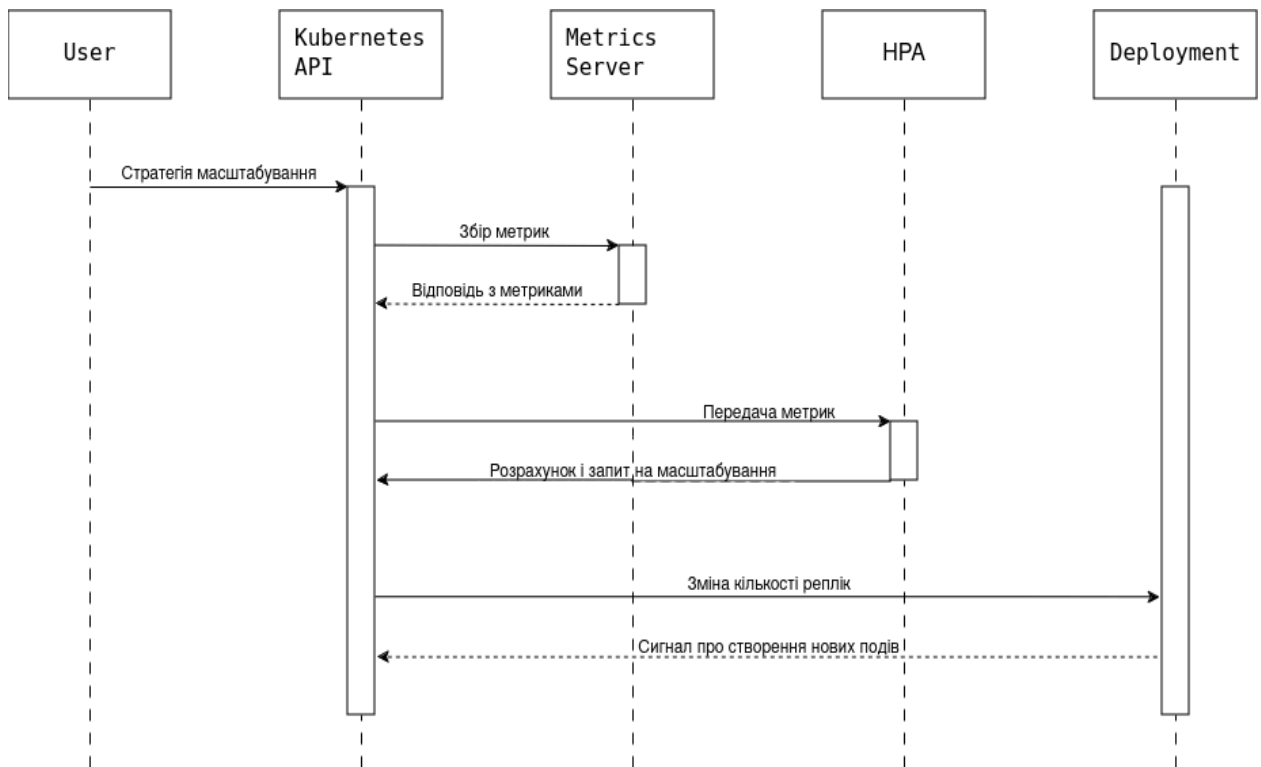 User
Kubernetes
API
Metrics
Server
HPA
Deployment
Стратегія масштабування
Збір метрик
Відповідь з метриками
Передача метрик
Розрахунок і запит на масштабування
Зміна кількості реплік
Сигнал про створення нових подів